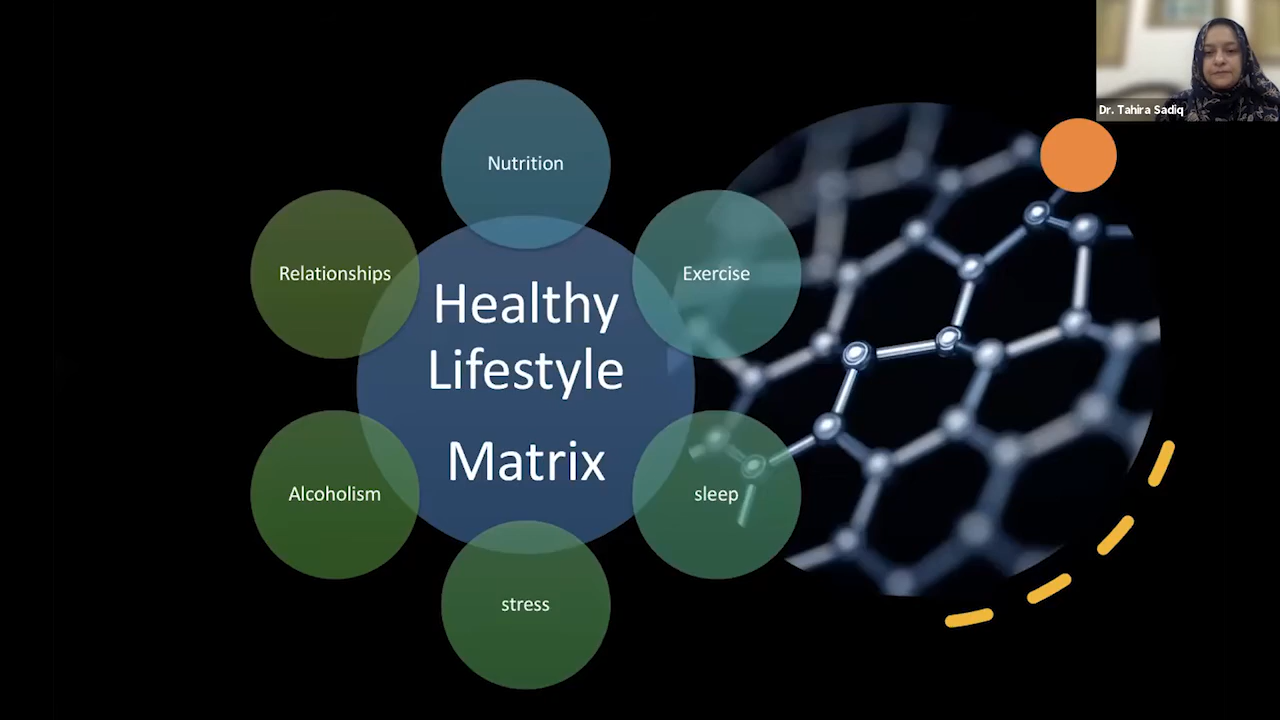 Dr. Tahira Sadiq
Nutrition
Relationships
Exercise
Healthy
Lifestyle
Matrix
Alcoholism
sleep
stress